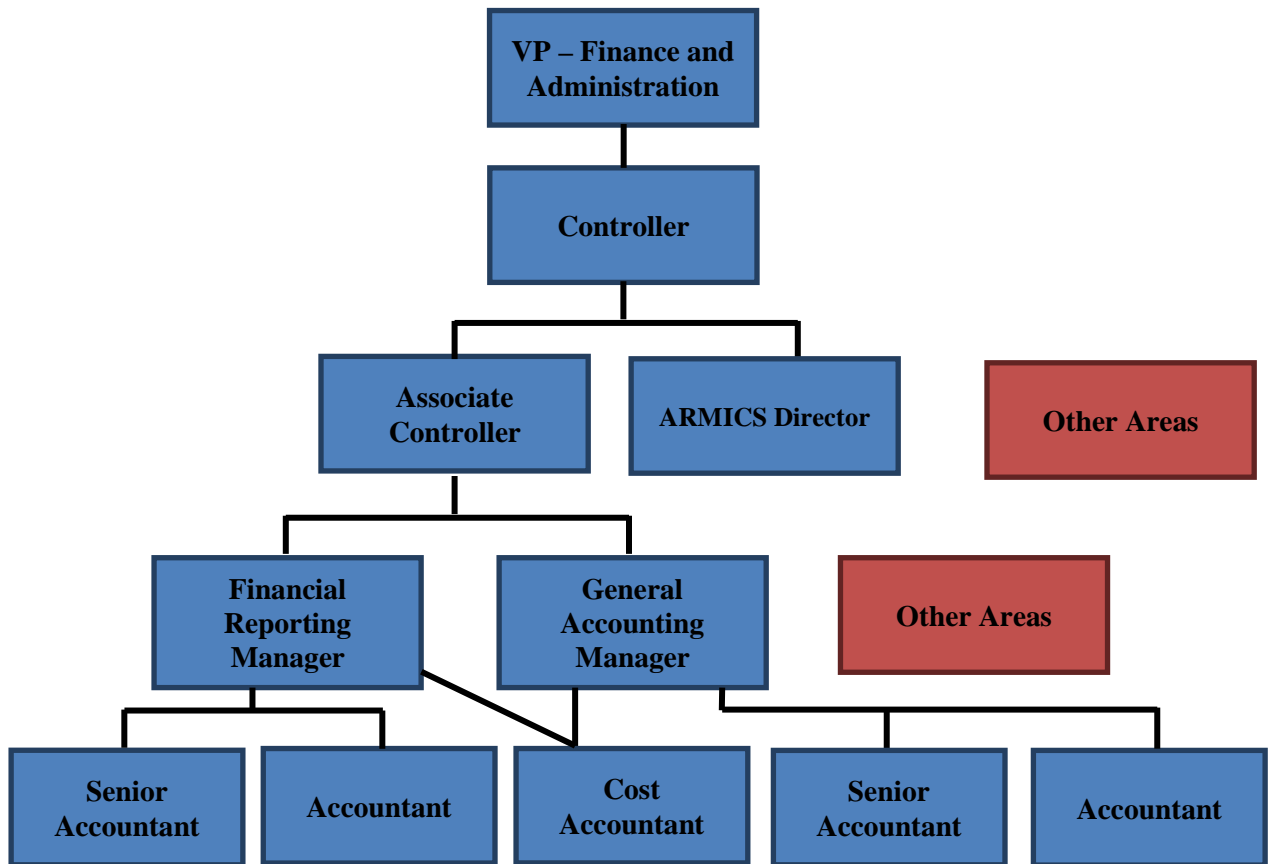 VP – Finance and
Administration
Controller
Associate
Controller
ARMICS Director
Other Areas
Financial
Reporting
Manager
General
Accounting
Manager
Other Areas
Senior
Accountant
Accountant
Cost
Accountant
Senior
Accountant
Accountant